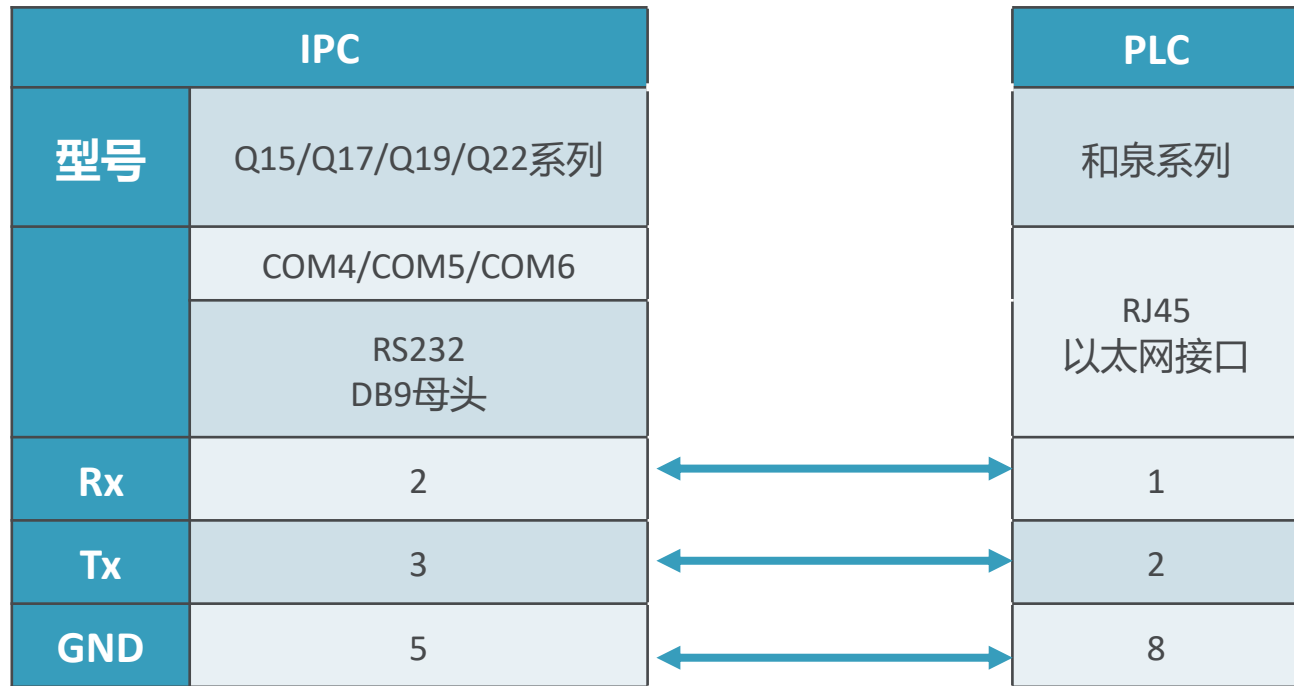 IPC
PLC
型号
Q15/Q17/Q19/Q22系列
和泉系列
COM4/COM5/COM6
RS232
DB9母头
RJ45
以太网接口
Rx
2
1
Tx
3
2
GND
5
8